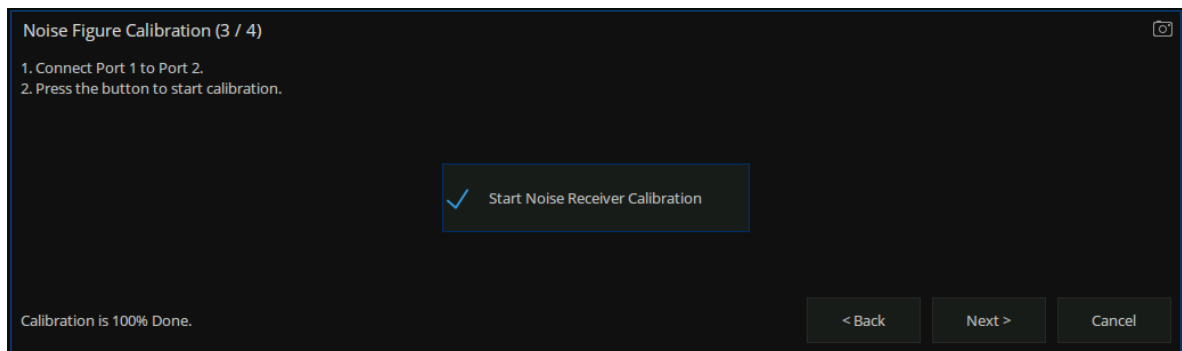 Noise Figure Calibration (3 / 4)
1. Connect Port 1 to Port 2.
2. Press the button to start calibration.
Start Noise Receiver Calibration
Calibration is 100% Done.
< Back
Next >
Cancel